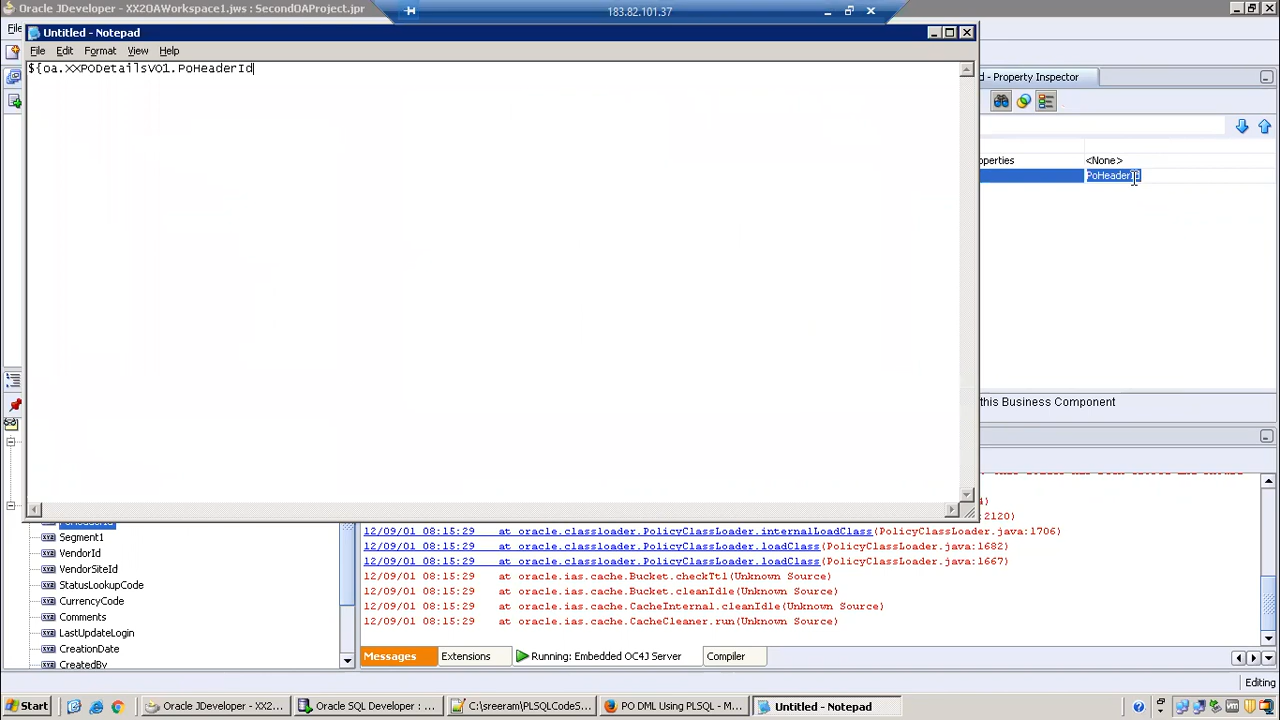 Oracle JDeveloper - XX2OAWorkspace1.jws : SecondOAProject.jpr
183.82.101.37
Untitled - Notepad
File Edit Format View Help
${oa.XXPODetailsVO1.PoHeaderId
d - Property Inspector
operties <None>
PoHeaderId
this Business Component
Segment1
VendorId
VendorSiteId
StatusLookupCode
CurrencyCode
Comments
LastUpdateLogin
CreationDate
CreatedBy
4)
2120)
12/09/01 08:15:29 at oracle.classloader.PolicyClassLoader.internalLoadClass(PolicyClassLoader.java:1706)
12/09/01 08:15:29 at oracle.classloader.PolicyClassLoader.loadClass(PolicyClassLoader.java:1682)
12/09/01 08:15:29 at oracle.classloader.PolicyClassLoader.loadClass(PolicyClassLoader.java:1667)
12/09/01 08:15:29 at oracle.ias.cache.Bucket.checkTtl(Unknown Source)
12/09/01 08:15:29 at oracle.ias.cache.Bucket.cleanIdle(Unknown Source)
12/09/01 08:15:29 at oracle.ias.cache.CacheInternal.cleanIdle(Unknown Source)
12/09/01 08:15:29 at oracle.ias.cache.CacheCleaner.run(Unknown Source)
Messages Extensions Running: Embedded OC4J Server Compiler
Editing
Start Oracle JDeveloper - XX2... Oracle SQL Developer : ... C:\sreeram\PLSQLCodeS... PO DML Using PLSQL - M... Untitled - Notepad